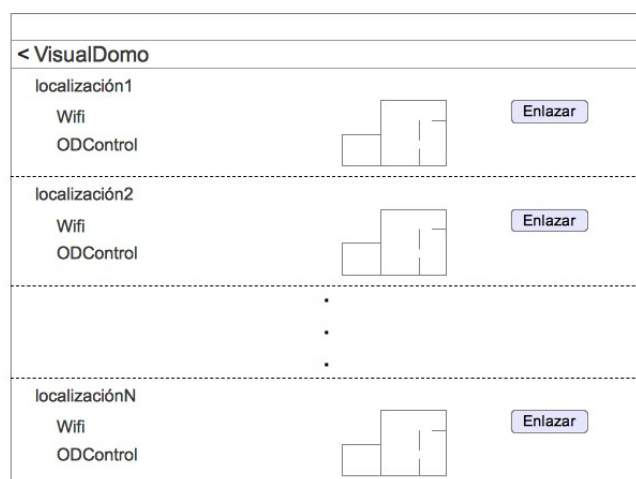 < VisualDomo
localización1
Wifi
Enlazar
ODControl
localización2
Wifi
Enlazar
ODControl
.
.
.
localizaciónN
Wifi
Enlazar
ODControl